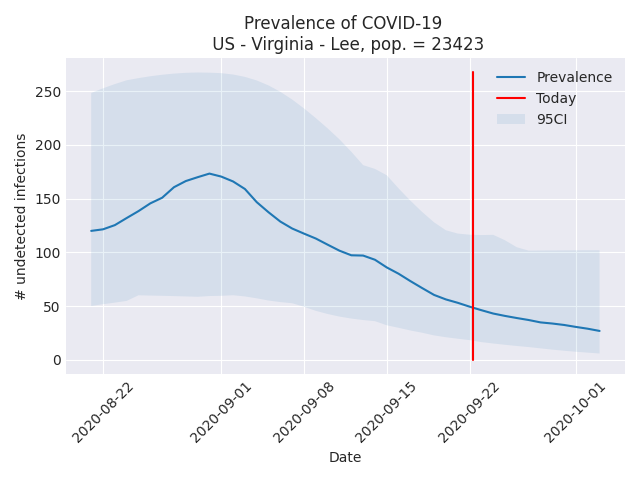 Prevalence of COVID-19
US - Virginia - Lee, pop. = 23423
Prevalence
Today
95CI
# undetected infections
250
200
150
100
50
0
2020-08-22
2020-09-01
2020-09-08
2020-09-15
2020-09-22
2020-10-01
Date